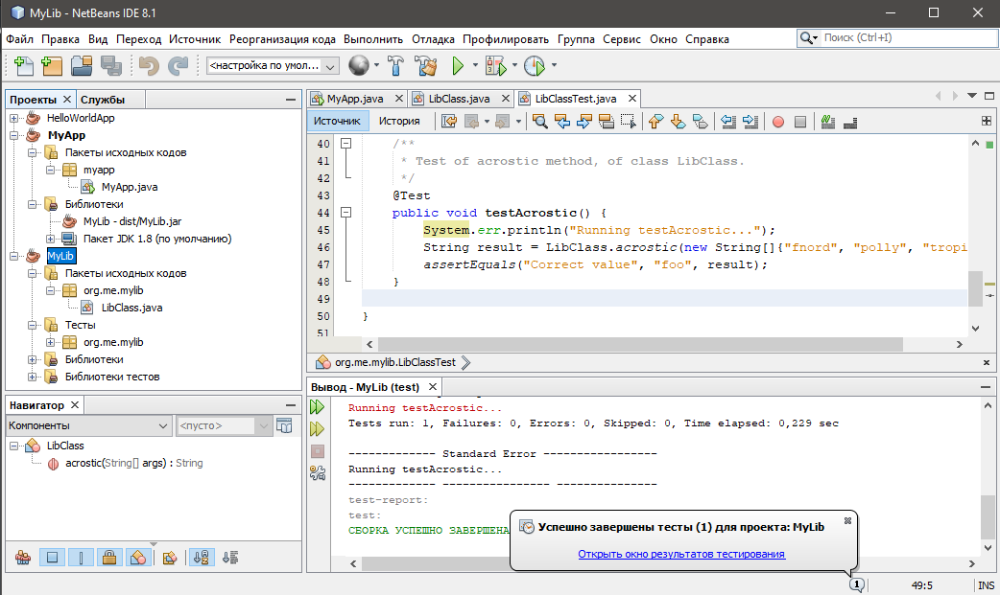 MyLib - NetBeans IDE 8.1
Файл Правка Вид Переход Источник Реорганизация кода Выполнить Отладка Профилировать Группа Сервис Окно Справка
Поиск (Ctrl+I)
<настройка по умол...
Проекты Службы
HelloWorldApp
MyApp
Пакеты исходных кодов
myapp
MyApp.java
Библиотеки
MyLib - dist/MyLib.jar
Пакет JDK 1.8 (по умолчанию)
MyLib
Пакеты исходных кодов
org.me.mylib
LibClass.java
Тесты
org.me.mylib
Библиотеки
Библиотеки тестов
Навигатор
Компоненты <пусто>
LibClass
acrostic(String[] args) : String
MyApp.java LibClass.java LibClassTest.java
Источник История
40 /**
41 * Test of acrostic method, of class LibClass.
42 */
43 @Test
44 public void testAcrostic() {
45 System.err.println("Running testAcrostic...");
46 String result = LibClass.acrostic(new String[]{"fnord", "polly", "tropi
47 assertEquals("Correct value", "foo", result);
48 }
49
50 }
51
org.me.mylib.LibClassTest
Вывод - MyLib (test)
Running testAcrostic...
Tests run: 1, Failures: 0, Errors: 0, Skipped: 0, Time elapsed: 0,229 sec
------------- Standard Error -----------------
Running testAcrostic...
------------- ---------------- ---------------
test-report:
test:
СБОРКА УСПЕШНО ЗАВЕРШЕНА
Успешно завершены тесты (1) для проекта: MyLib
Открыть окно результатов тестирования
1 49:5 INS